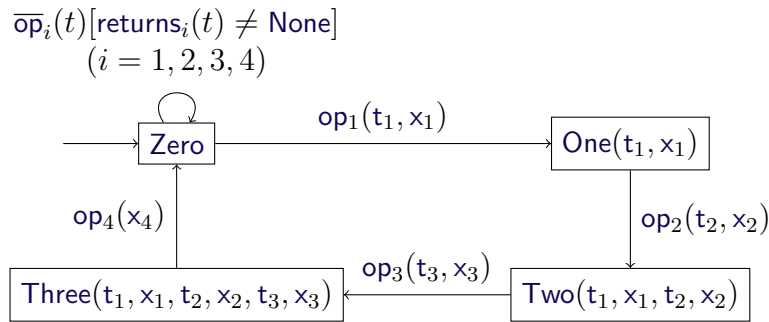 o̅p̅ᵢ(t)[returnsᵢ(t) ≠ None]
(i = 1, 2, 3, 4)
Zero
op₁(t₁, x₁)
One(t₁, x₁)
op₄(x₄)
op₂(t₂, x₂)
Three(t₁, x₁, t₂, x₂, t₃, x₃)
op₃(t₃, x₃)
Two(t₁, x₁, t₂, x₂)